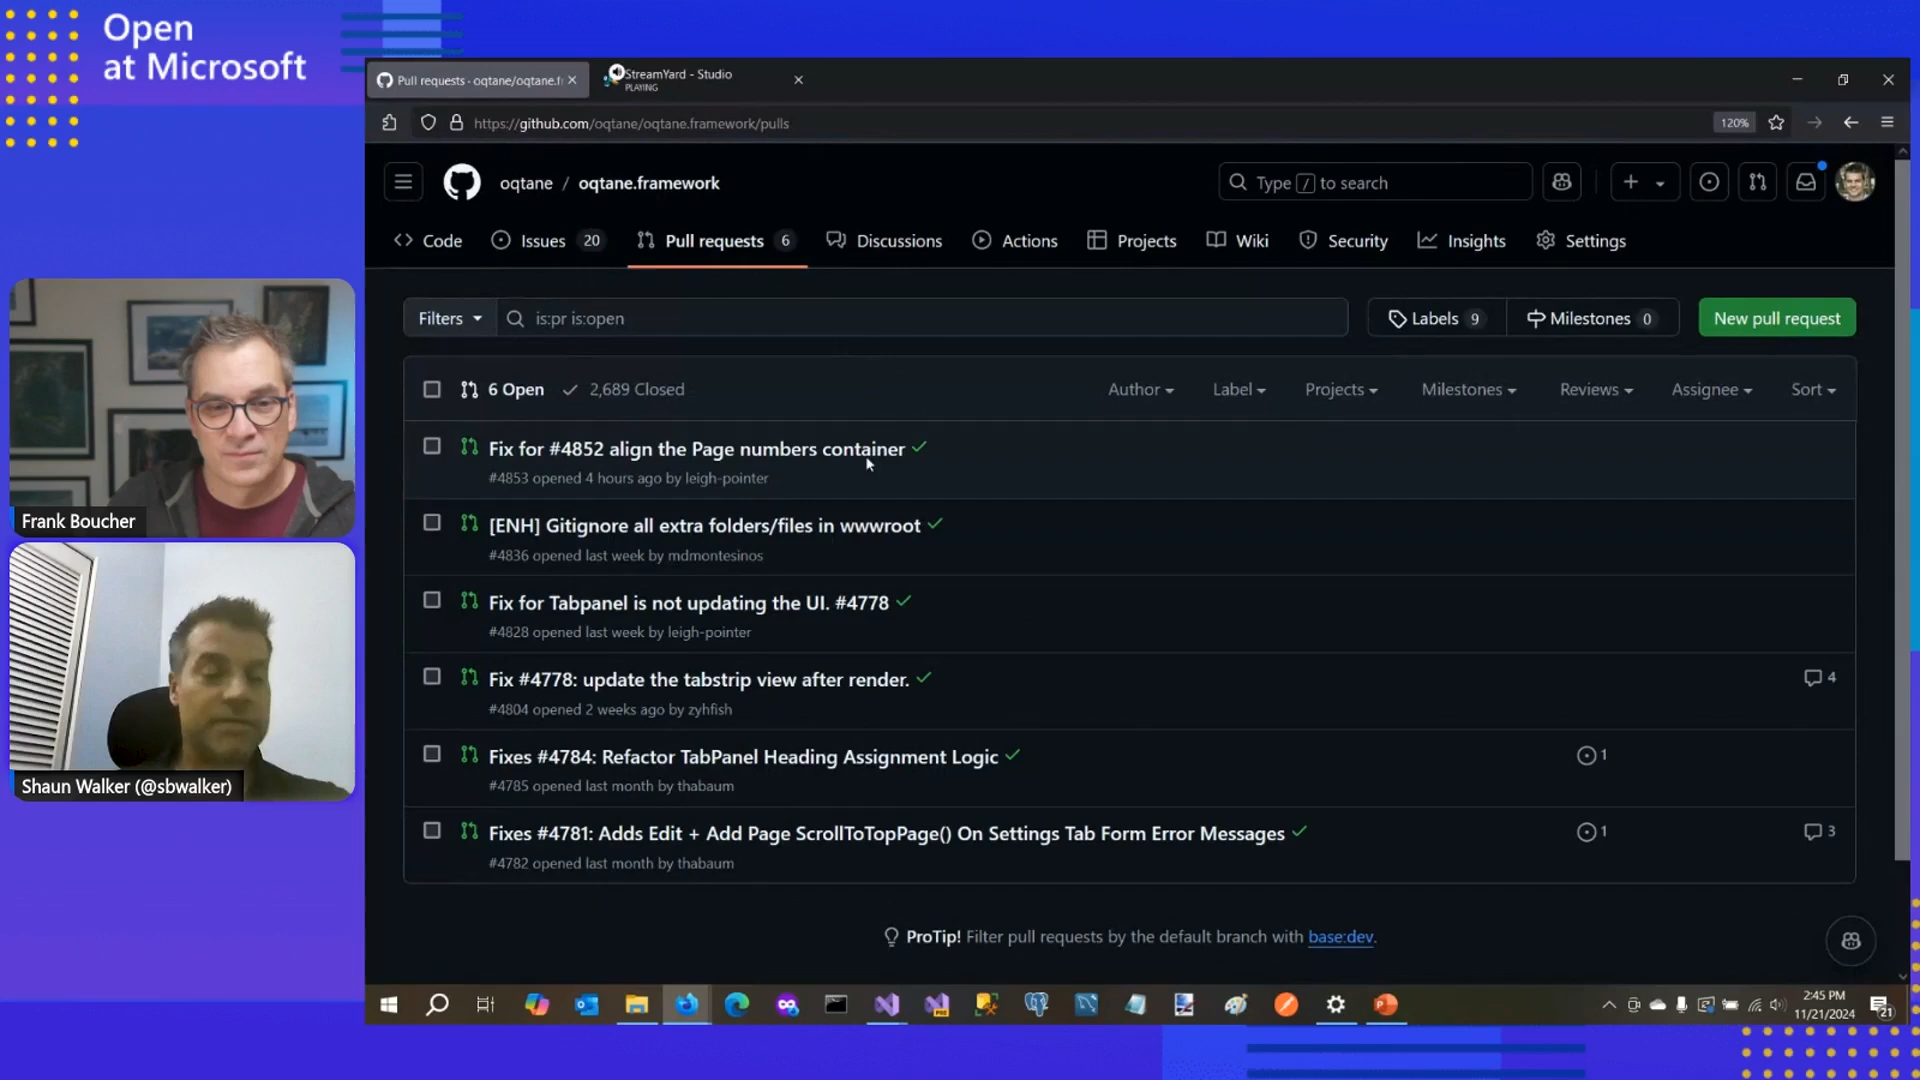 Open
at Microsoft
Pull requests · oqtane/oqtane.f
StreamYard - Studio
PLAYING
https://github.com/oqtane/oqtane.framework/pulls
120%
oqtane / oqtane.framework
Type / to search
Code
Issues 20
Pull requests 6
Discussions
Actions
Projects
Wiki
Security
Insights
Settings
Filters
is:pr is:open
Labels 9
Milestones 0
New pull request
6 Open
2,689 Closed
Author
Label
Projects
Milestones
Reviews
Assignee
Sort
Fix for #4852 align the Page numbers container
#4853 opened 4 hours ago by leigh-pointer
[ENH] Gitignore all extra folders/files in wwwroot
#4836 opened last week by mdmontesinos
Fix for Tabpanel is not updating the UI. #4778
#4828 opened last week by leigh-pointer
Fix #4778: update the tabstrip view after render.
4
#4804 opened 2 weeks ago by zyhfish
Fixes #4784: Refactor TabPanel Heading Assignment Logic
1
#4785 opened last month by thabaum
Fixes #4781: Adds Edit + Add Page ScrollToTopPage() On Settings Tab Form Error Messages
1
3
#4782 opened last month by thabaum
ProTip! Filter pull requests by the default branch with base:dev.
Frank Boucher
Shaun Walker (@sbwalker)
2:45 PM
11/21/2024
21